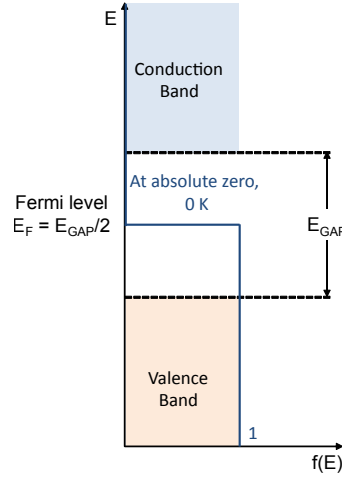 E
Conduction
Band
At absolute zero,
0 K
Fermi level
E_F = E_GAP/2
E_GAP
Valence
Band
1
f(E)